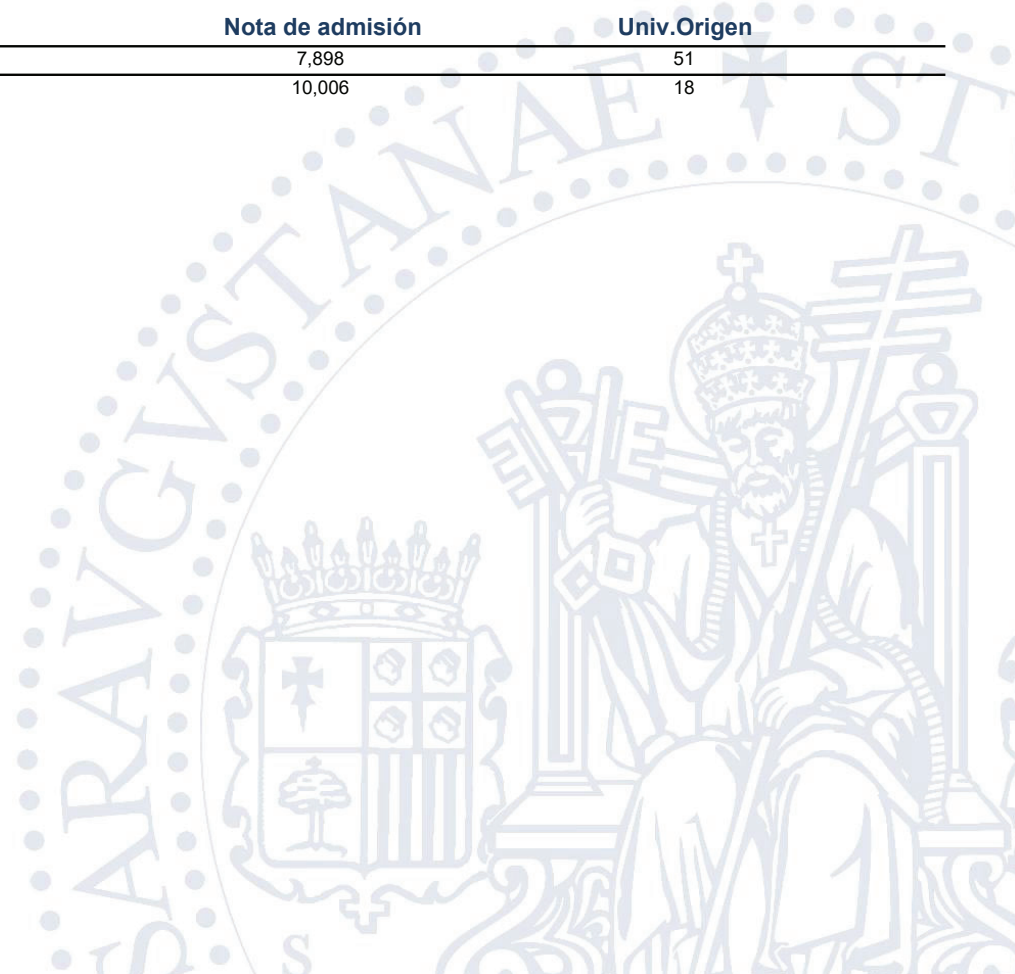 Nota de admisión Univ.Origen
7,898 51
10,006 18
SARAVGVSTANAE ST
S